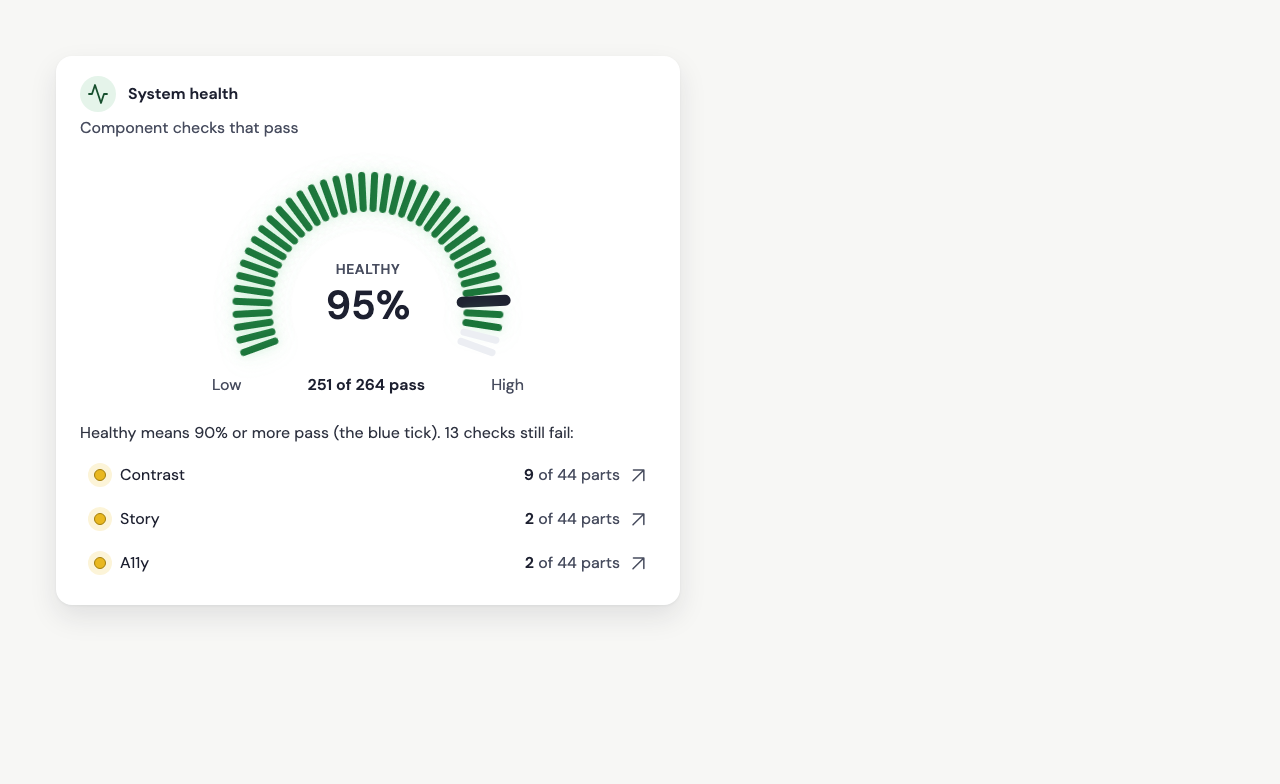 System health
Component checks that pass
HEALTHY
95%
Low 251 of 264 pass High
Healthy means 90% or more pass (the blue tick). 13 checks still fail:
Contrast 9 of 44 parts
Story 2 of 44 parts
A11y 2 of 44 parts